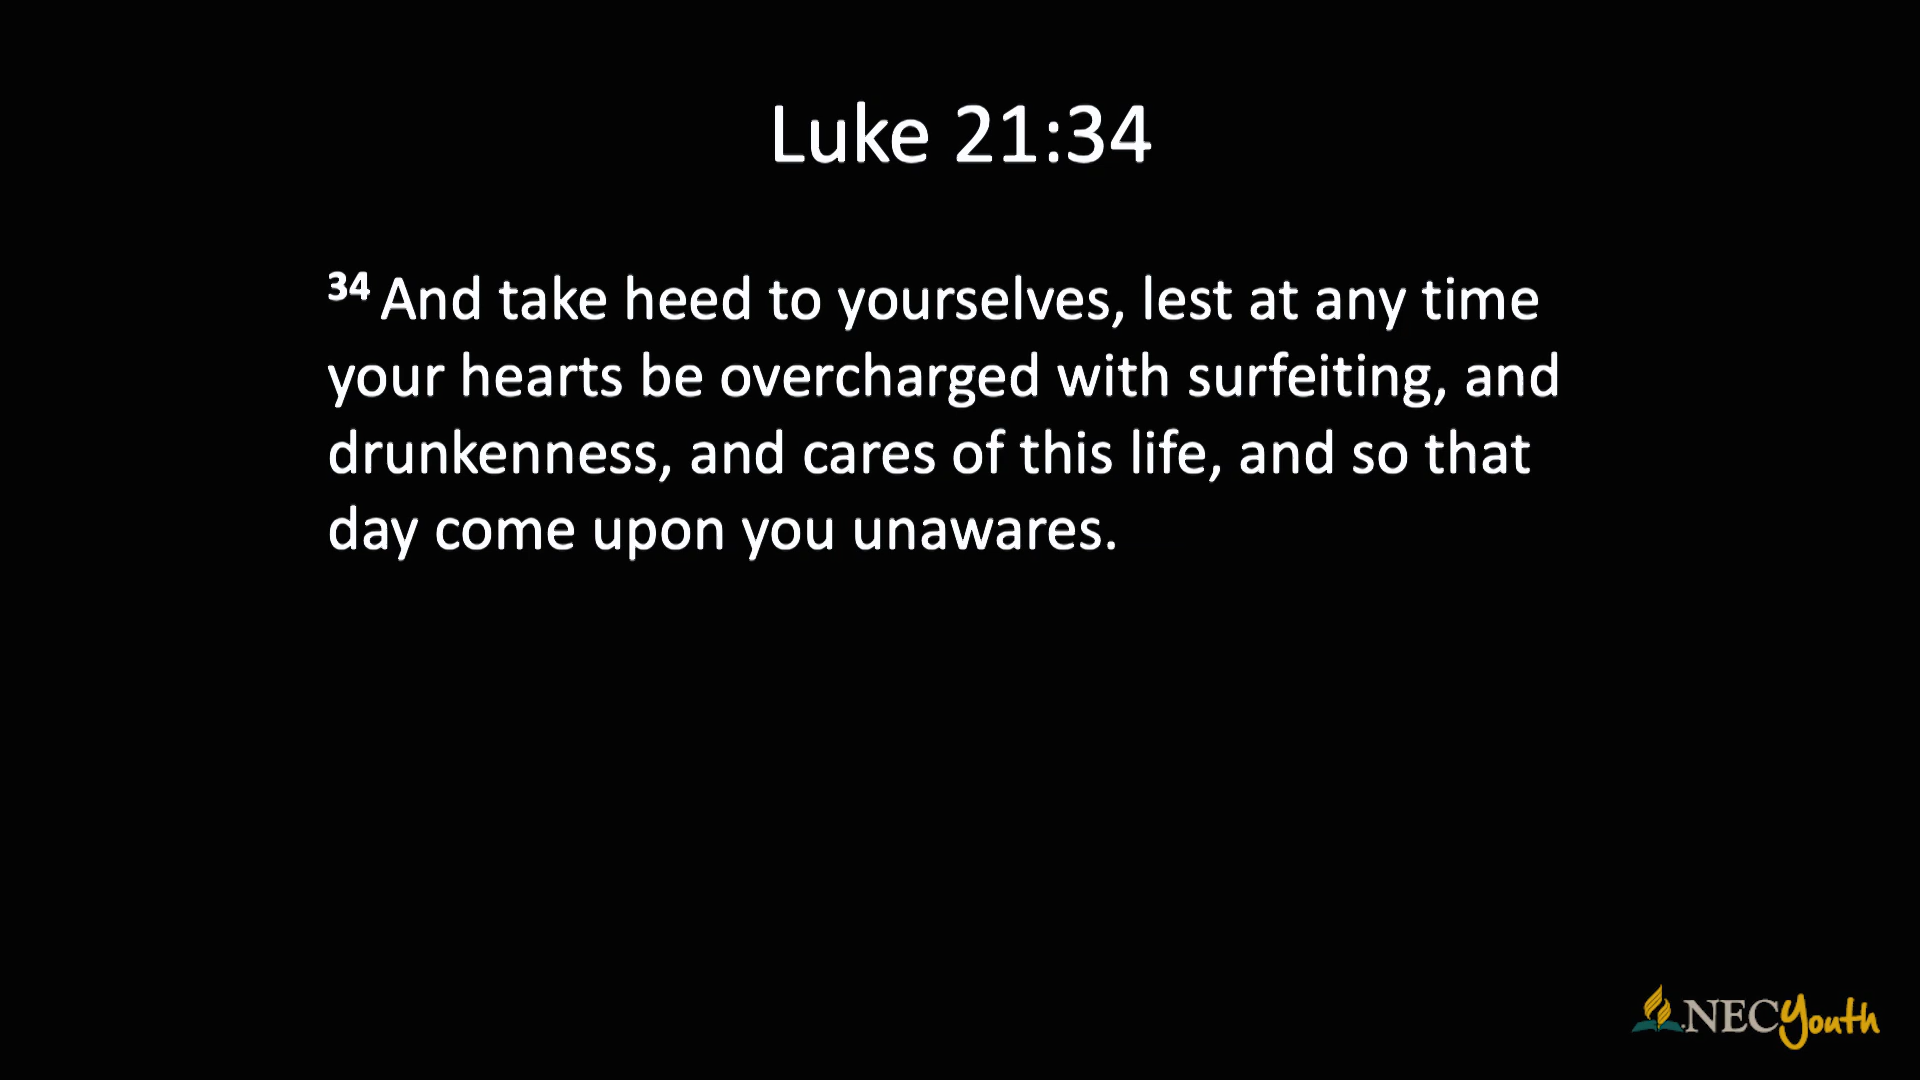 Luke 21:34
34 And take heed to yourselves, lest at any time
your hearts be overcharged with surfeiting, and
drunkenness, and cares of this life, and so that
day come upon you unawares.
NECYouth